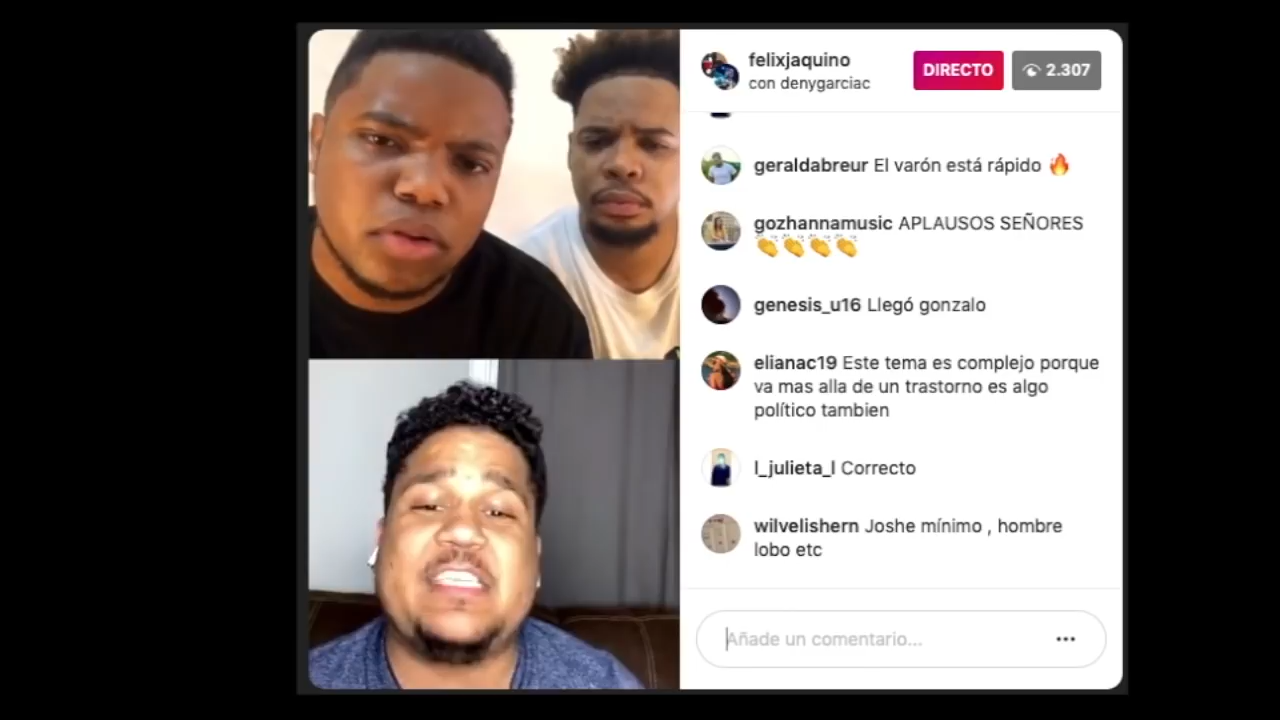 felixjaquino
con denygarciac
DIRECTO
2.307
geraldabreur El varón está rápido 🔥
gozhannamusic APLAUSOS SEÑORES
👏👏👏👏
genesis_u16 Llegó gonzalo
elianac19 Este tema es complejo porque
va mas alla de un trastorno es algo
político tambien
l_julieta_l Correcto
wilvelishern Joshe mínimo , hombre
lobo etc
Añade un comentario...